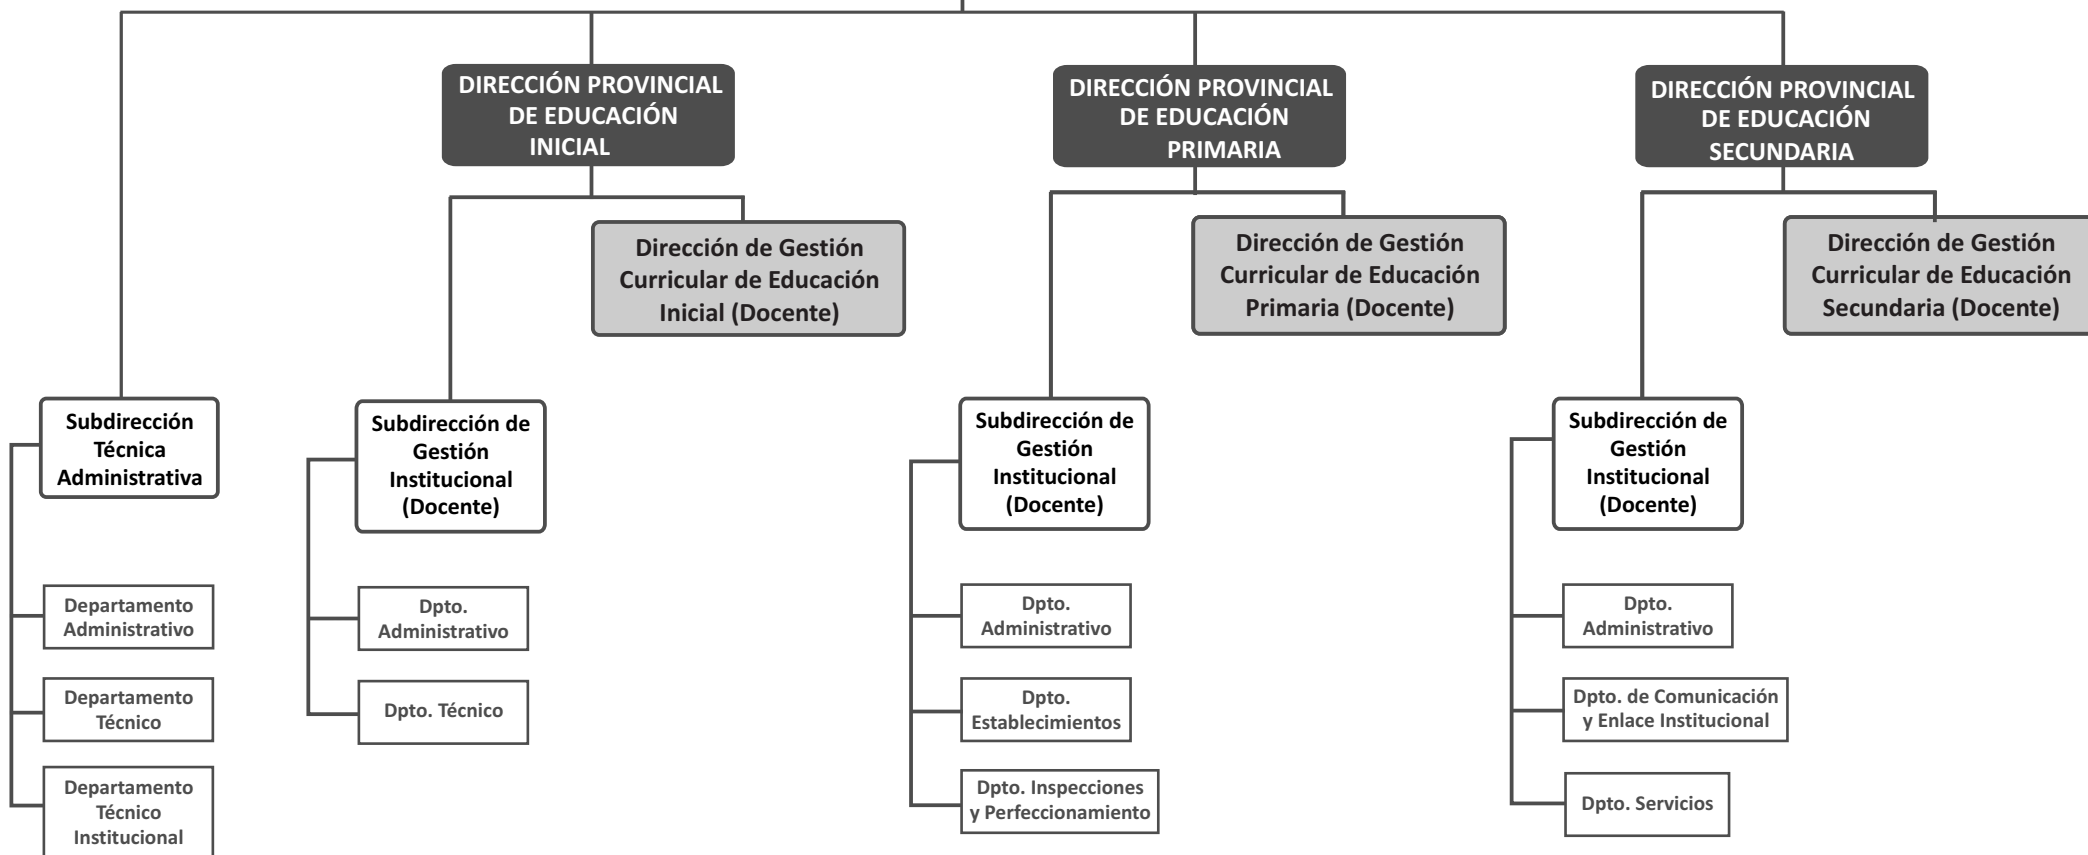 DIRECCIÓN PROVINCIAL
DE EDUCACIÓN
INICIAL
DIRECCIÓN PROVINCIAL
DE EDUCACIÓN
PRIMARIA
DIRECCIÓN PROVINCIAL
DE EDUCACIÓN
SECUNDARIA
Dirección de Gestión
Curricular de Educación
Inicial (Docente)
Dirección de Gestión
Curricular de Educación
Primaria (Docente)
Dirección de Gestión
Curricular de Educación
Secundaria (Docente)
Subdirección
Técnica
Administrativa
Subdirección de
Gestión
Institucional
(Docente)
Subdirección de
Gestión
Institucional
(Docente)
Subdirección de
Gestión
Institucional
(Docente)
Departamento
Administrativo
Dpto.
Administrativo
Dpto.
Administrativo
Dpto.
Administrativo
Departamento
Técnico
Dpto. Técnico
Dpto.
Establecimientos
Dpto. de Comunicación
y Enlace Institucional
Departamento
Técnico
Institucional
Dpto. Inspecciones
y Perfeccionamiento
Dpto. Servicios